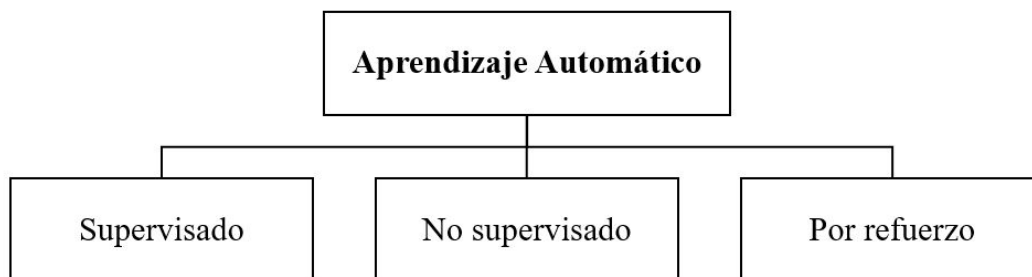 Aprendizaje Automático
Supervisado
No supervisado
Por refuerzo